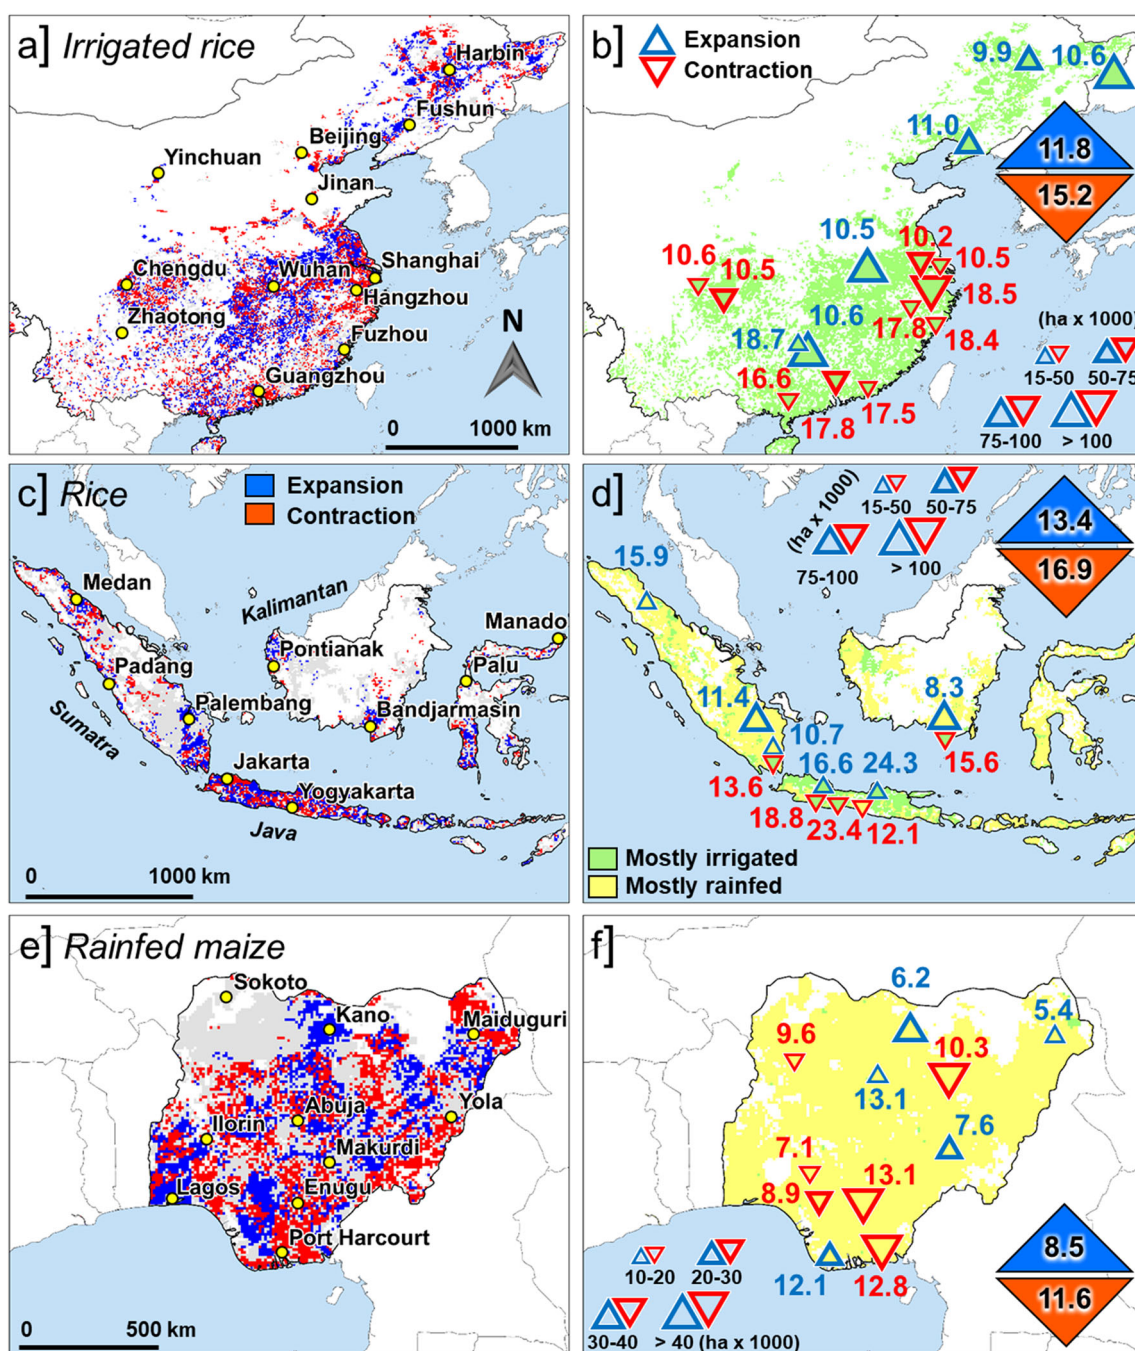 a] Irrigated rice
Harbin
Fushun
Beijing
Yinchuan
Jinan
Chengdu
Wuhan
Shanghai
Hangzhou
Zhaotong
Fuzhou
N
Guangzhou
0 1000 km
b]
Expansion
Contraction
9.9
10.6
11.0
11.8
15.2
10.5
10.2
10.6
10.5
10.5
18.5
10.6
17.8
18.7
18.4
(ha x 1000)
15-50
50-75
16.6
17.5
17.8
75-100
> 100
c] Rice
Expansion
Contraction
Medan
Kalimantan
Manado
Pontianak
Padang
Palu
Palembang
Bandjarmasin
Sumatra
Jakarta
Yogyakarta
Java
0 1000 km
d]
(ha x 1000)
15-50
50-75
75-100
> 100
13.4
16.9
15.9
11.4
8.3
10.7
16.6
24.3
15.6
13.6
18.8
23.4
12.1
Mostly irrigated
Mostly rainfed
e] Rainfed maize
Sokoto
Kano
Maiduguri
Abuja
Yola
Ilorin
Makurdi
Lagos
Enugu
Port Harcourt
0 500 km
f]
6.2
5.4
9.6
10.3
13.1
7.6
7.1
13.1
8.9
12.1
12.8
8.5
11.6
10-20
20-30
30-40
> 40 (ha x 1000)